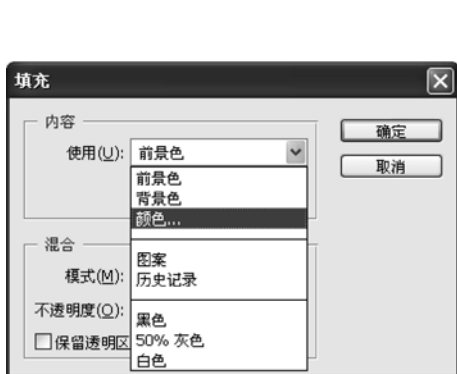 填充
内容
使用(U): 前景色
确定
取消
前景色
背景色
颜色...
图案
历史记录
黑色
50% 灰色
白色
混合
模式(M):
不透明度(O):
保留透明区